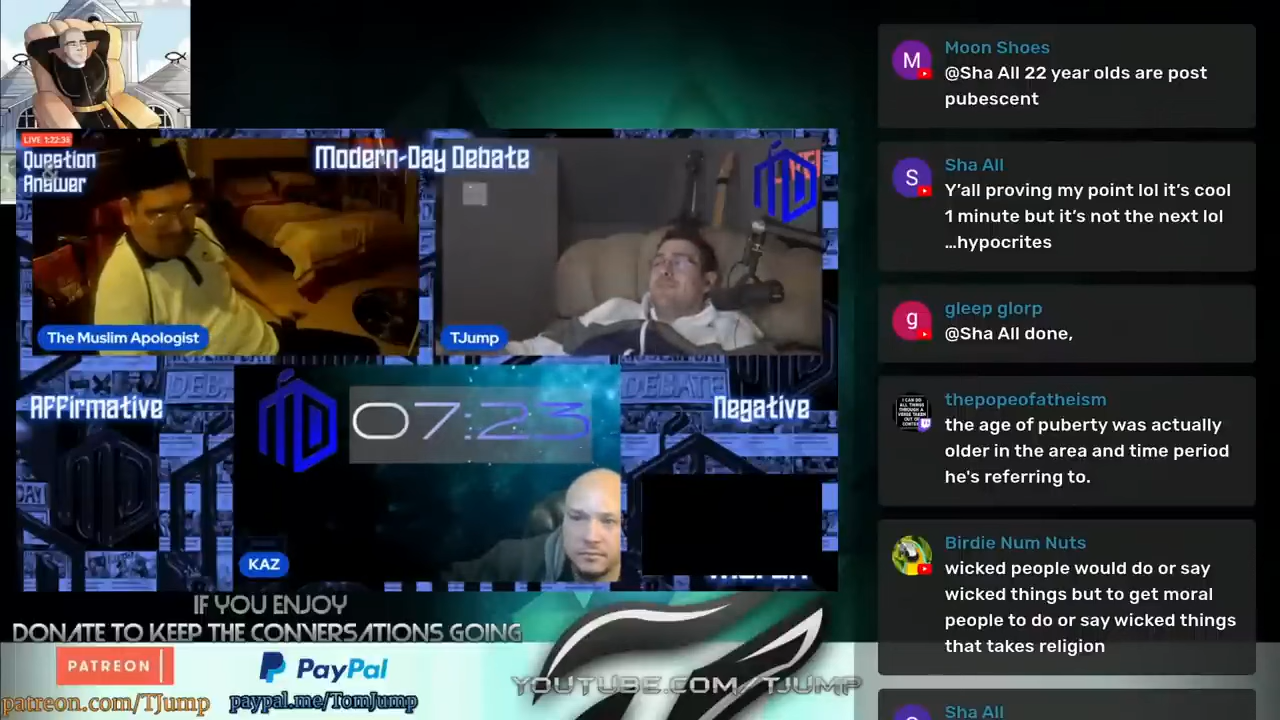 LIVE 1:22:38
Question
&
Answer
Modern-Day Debate
The Muslim Apologist
TJump
Affirmative
07:23
Negative
KAZ
IF YOU ENJOY
DONATE TO KEEP THE CONVERSATIONS GOING
PATREON
PayPal
patreon.com/TJump
paypal.me/TomJump
YOUTUBE.COM/TJUMP
M
Moon Shoes
@Sha All 22 year olds are post
pubescent
S
Sha All
Y'all proving my point lol it's cool
1 minute but it's not the next lol
...hypocrites
g
gleep glorp
@Sha All done,
thepopeofatheism
the age of puberty was actually
older in the area and time period
he's referring to.
Birdie Num Nuts
wicked people would do or say
wicked things but to get moral
people to do or say wicked things
that takes religion
Sha All